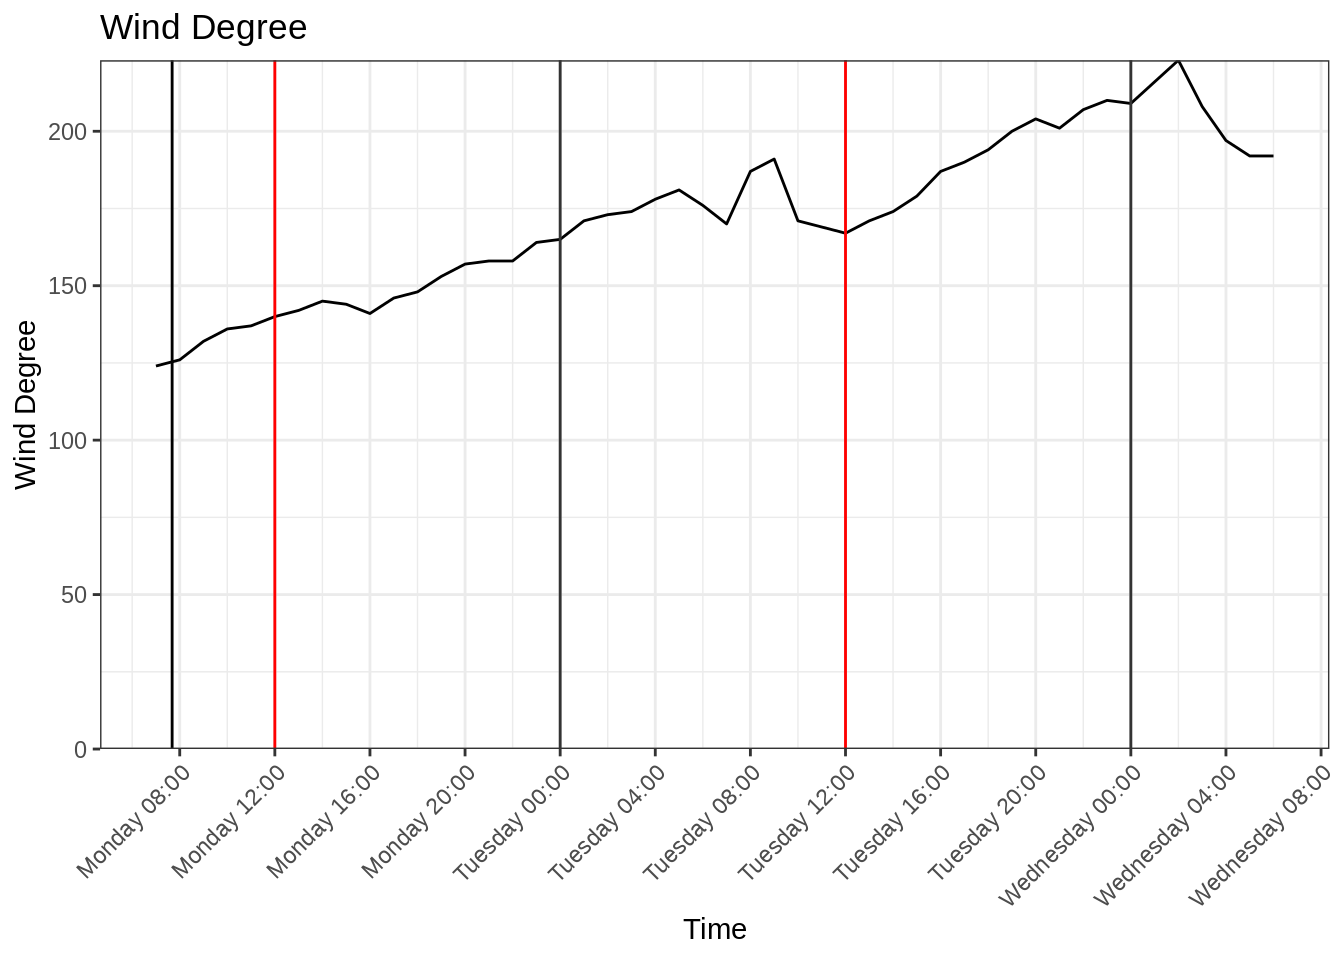 Wind Degree
Wind Degree
200
150
100
50
0
Monday 08:00
Monday 12:00
Monday 16:00
Monday 20:00
Tuesday 00:00
Tuesday 04:00
Tuesday 08:00
Tuesday 12:00
Tuesday 16:00
Tuesday 20:00
Wednesday 00:00
Wednesday 04:00
Wednesday 08:00
Time